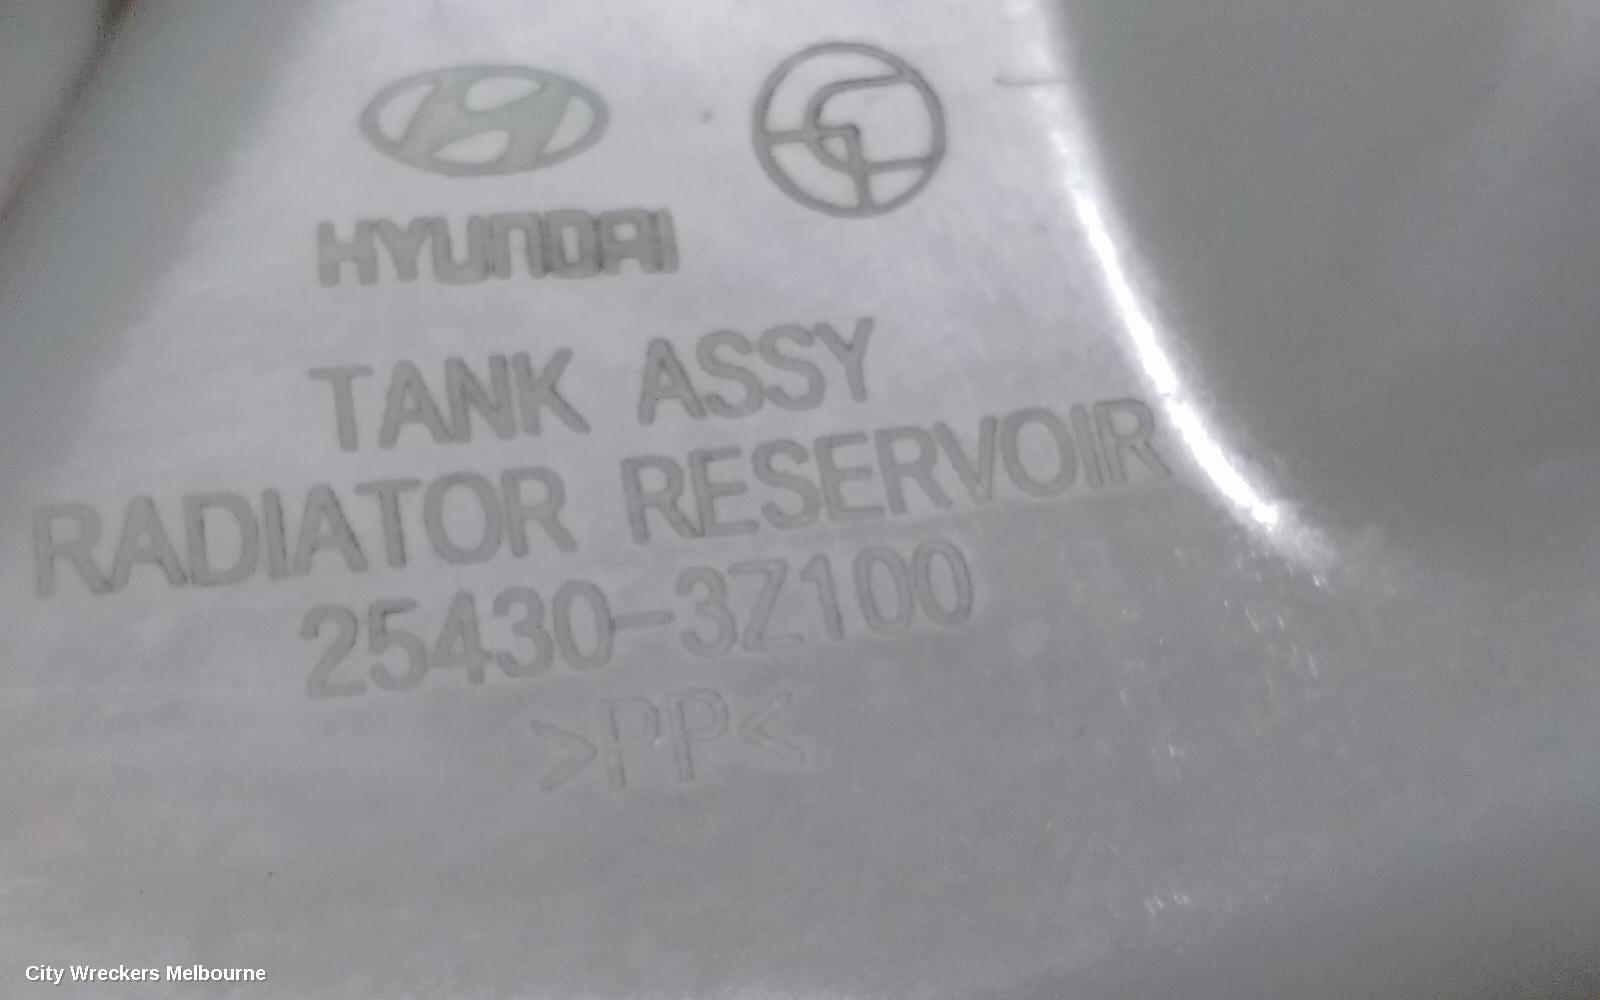 HYUNDAI
TANK ASSY
RADIATOR RESERVOIR
25430-3Z100
>PP<
City Wreckers Melbourne